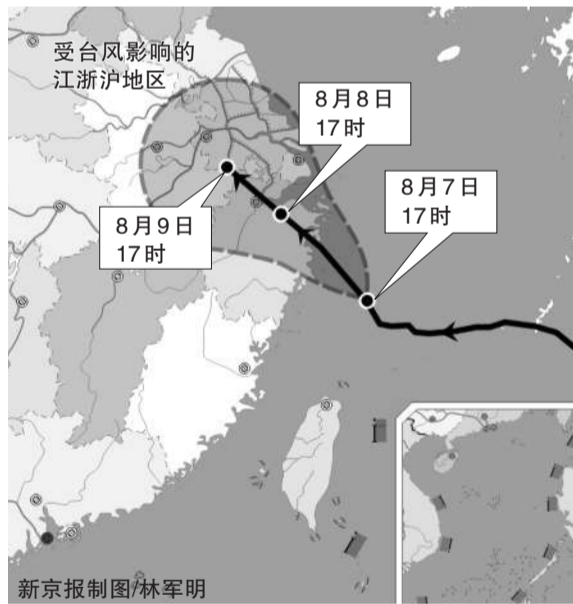 受台风影响的
江浙沪地区
8月8日
17时
8月7日
17时
8月9日
17时
新京报制图/林军明